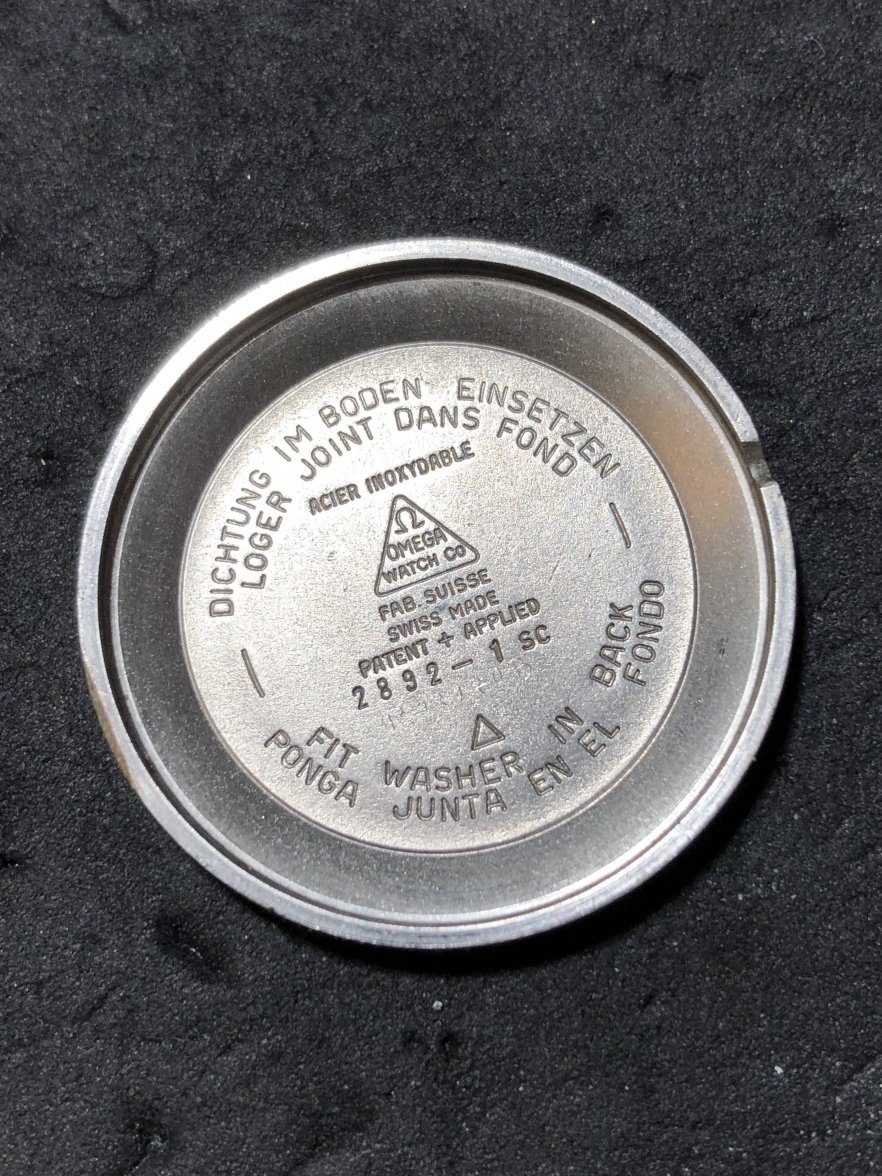 DICHTUNG IM BODEN EINSETZEN
LOGER JOINT DANS FOND
ACIER INOXYDABLE
Ω
OMEGA
WATCH CO
FAB. SUISSE
SWISS MADE
PATENT + APPLIED
2892-1 SC
FIT WASHER IN BACK
PONGA JUNTA EN EL FONDO